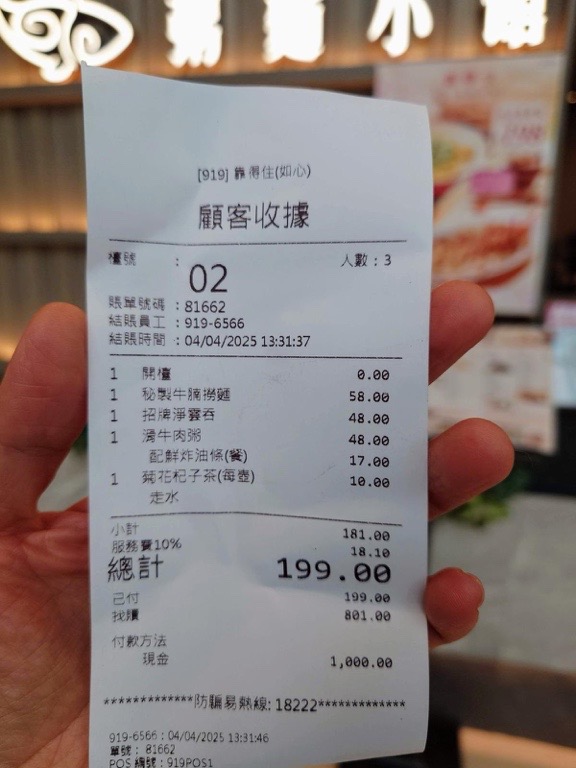 小
[919] 靠得住(如心)
顧客收據
檯號 : 02 人數 : 3
賬單號碼 : 81662
結賬員工 : 919-6566
結賬時間 : 04/04/2025 13:31:37
1 開檯 0.00
1 秘製牛腩撈麵 58.00
1 招牌淨雲吞 48.00
1 滑牛肉粥 48.00
配鮮炸油條(餐) 17.00
1 菊花杞子茶(每壺) 10.00
走水
小計 181.00
服務費10% 18.10
總計 199.00
已付 199.00
找贖 801.00
付款方法
現金 1,000.00
*************防騙易熱線: 18222*************
919-6566 : 04/04/2025 13:31:46
單號 : 81662
POS 編號 : 919POS1